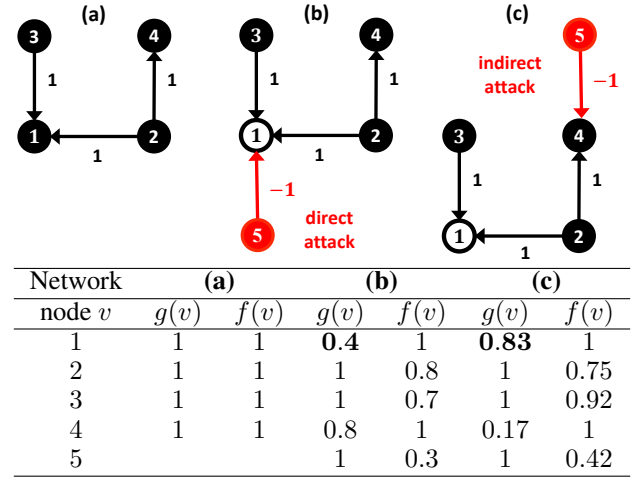 (a) (b) (c)
3 4 3 4 5
1 1 1 1 indirect attack −1
1 2 1 2 3 4
1 1 1 1
−1
5 direct attack 1 2
1
Network (a) (b) (c)
node v g(v) f(v) g(v) f(v) g(v) f(v)
1 1 1 0.4 1 0.83 1
2 1 1 1 0.8 1 0.75
3 1 1 1 0.7 1 0.92
4 1 1 0.8 1 0.17 1
5 1 0.3 1 0.42